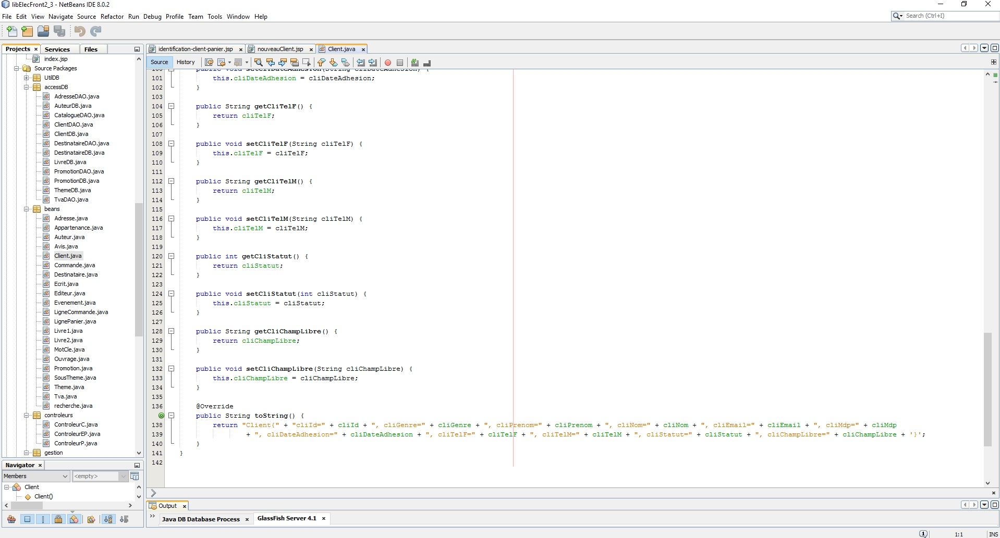 libElecFront2_3 - NetBeans IDE 8.0.2
File Edit View Navigate Source Refactor Run Debug Profile Team Tools Window Help
Search (Ctrl+I)
Projects Services Files
index.jsp
Source Packages
UtilDB
accessDB
AdresseDAO.java
AuteurDB.java
CatalogueDAO.java
ClientDAO.java
ClientDB.java
DestinataireDAO.java
DestinataireDB.java
LivreDB.java
PromotionDAO.java
PromotionDB.java
ThemeDB.java
TvaDAO.java
beans
Adresse.java
Appartenance.java
Auteur.java
Avis.java
Client.java
Commande.java
Destinataire.java
Ecrit.java
Editeur.java
Evenement.java
LigneCommande.java
LignePanier.java
Livre1.java
Livre2.java
MotCle.java
Ouvrage.java
Promotion.java
SousTheme.java
Theme.java
Tva.java
recherche.java
controleurs
ControleurC.java
ControleurEP.java
ControleurP.java
gestion
Navigator
Members <empty>
Client
Client()
identification-client-panier.jsp nouveauClient.jsp Client.java
Source History
100 public void setCliDateAdhesion(String cliDateAdhesion) {
101 this.cliDateAdhesion = cliDateAdhesion;
102 }
103
104 public String getCliTelF() {
105 return cliTelF;
106 }
107
108 public void setCliTelF(String cliTelF) {
109 this.cliTelF = cliTelF;
110 }
111
112 public String getCliTelM() {
113 return cliTelM;
114 }
115
116 public void setCliTelM(String cliTelM) {
117 this.cliTelM = cliTelM;
118 }
119
120 public int getCliStatut() {
121 return cliStatut;
122 }
123
124 public void setCliStatut(int cliStatut) {
125 this.cliStatut = cliStatut;
126 }
127
128 public String getCliChampLibre() {
129 return cliChampLibre;
130 }
131
132 public void setCliChampLibre(String cliChampLibre) {
133 this.cliChampLibre = cliChampLibre;
134 }
135
136 @Override
public String toString() {
138 return "Client{" + "cliId=" + cliId + ", cliGenre=" + cliGenre + ", cliPrenom=" + cliPrenom + ", cliNom=" + cliNom + ", cliEmail=" + cliEmail + ", cliMdp=" + cliMdp
139 + ", cliDateAdhesion=" + cliDateAdhesion + ", cliTelF=" + cliTelF + ", cliTelM=" + cliTelM + ", cliStatut=" + cliStatut + ", cliChampLibre=" + cliChampLibre + '}';
140 }
141 }
142
Output
Java DB Database Process GlassFish Server 4.1
1 1:1 INS